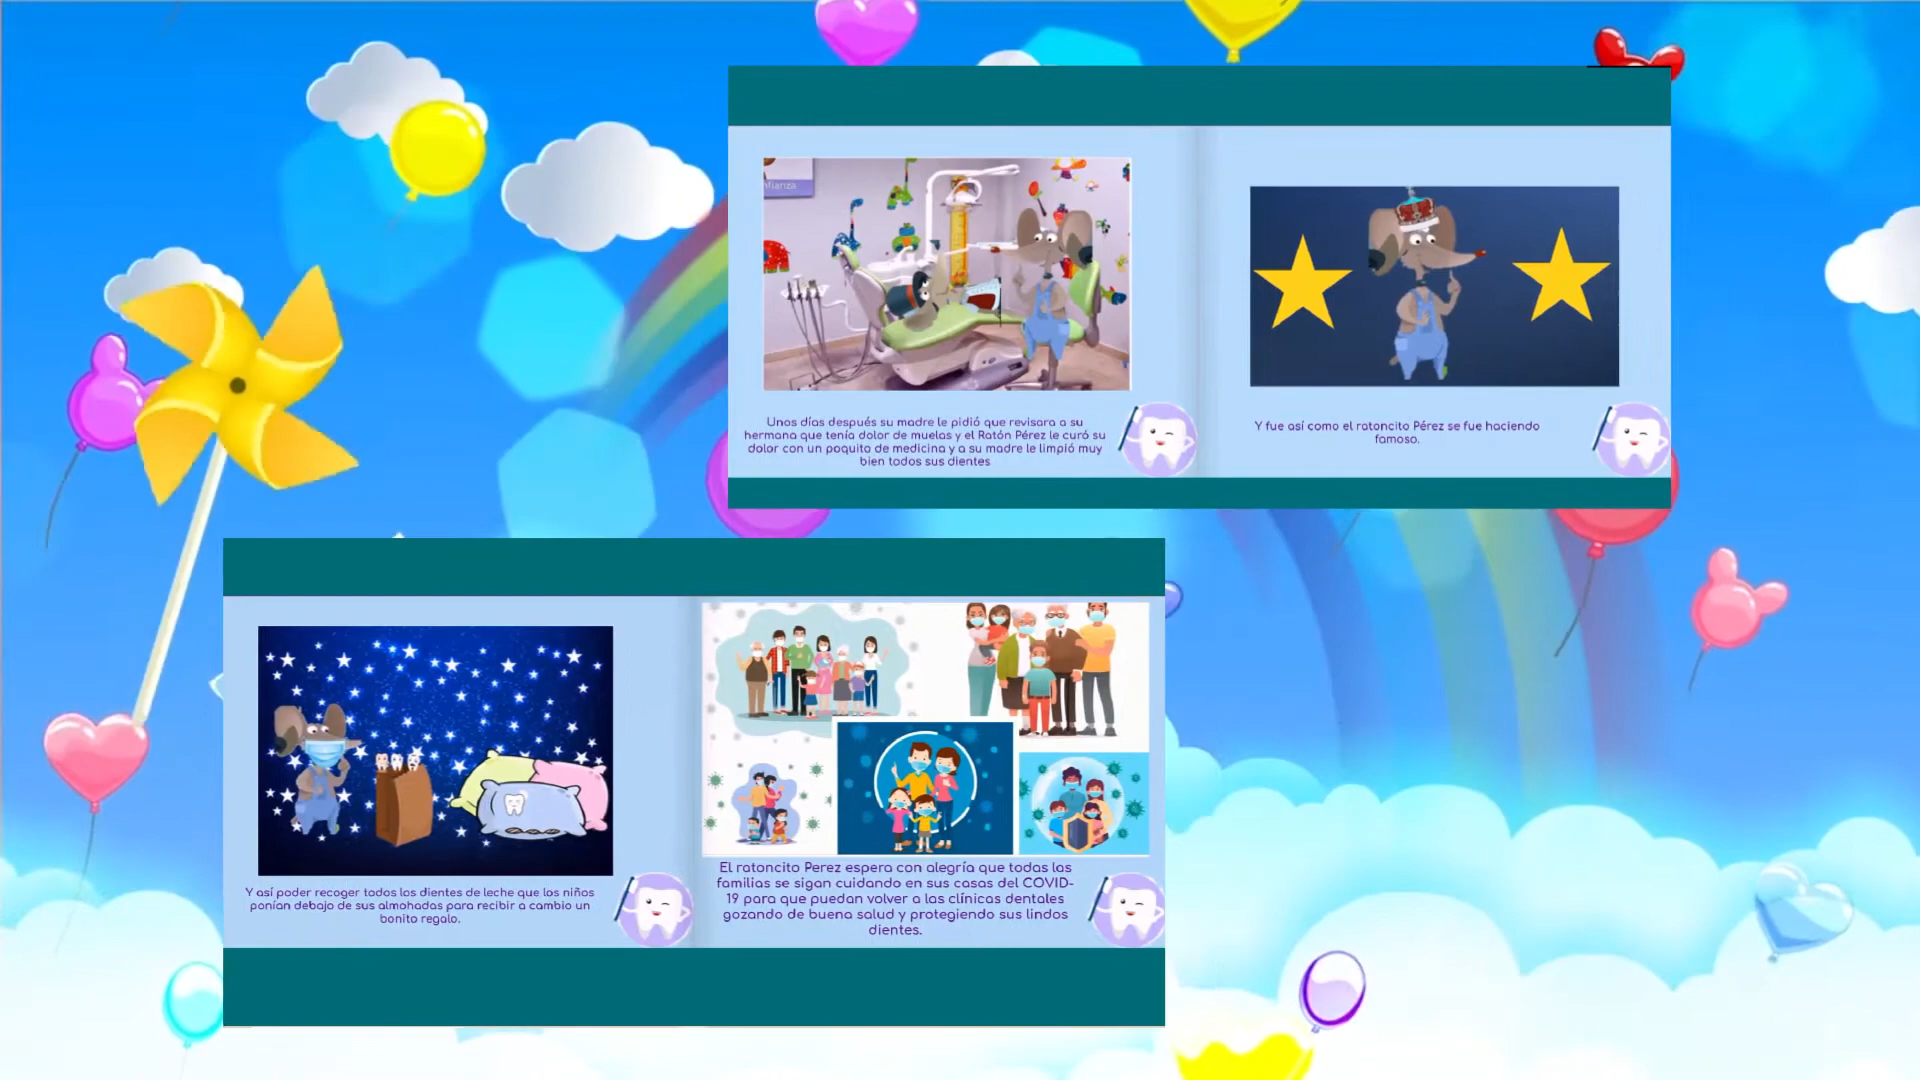 nfianza
Unos días después su madre le pidió que revisara a su
hermana que tenía dolor de muelas y el Ratón Pérez le curó su
dolor con un poquito de medicina y a su madre le limpió muy
bien todos sus dientes
Y fue así como el ratoncito Pérez se fue haciendo
famoso.
Y así poder recoger todos los dientes de leche que los niños
ponían debajo de sus almohadas para recibir a cambio un
bonito regalo.
El ratoncito Perez espera con alegría que todas las
familias se sigan cuidando en sus casas del COVID-
19 para que puedan volver a las clínicas dentales
gozando de buena salud y protegiendo sus lindos
dientes.